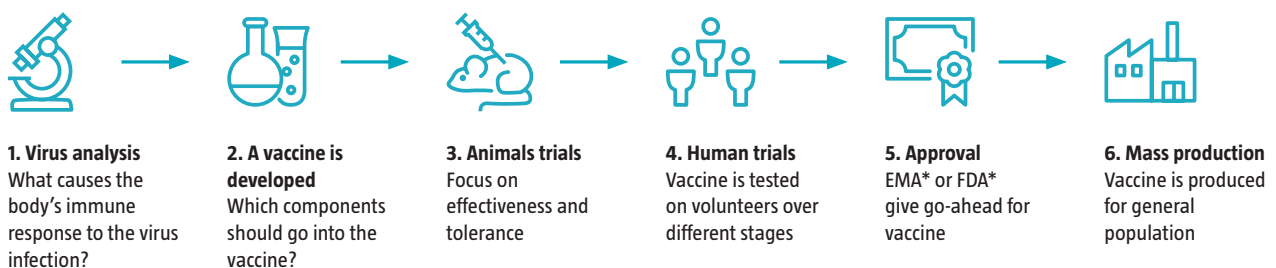 1. Virus analysis
What causes the
body's immune
response to the virus
infection?
2. A vaccine is
developed
Which components
should go into the
vaccine?
3. Animals trials
Focus on
effectiveness and
tolerance
4. Human trials
Vaccine is tested
on volunteers over
different stages
5. Approval
EMA* or FDA*
give go-ahead for
vaccine
6. Mass production
Vaccine is produced
for general
population